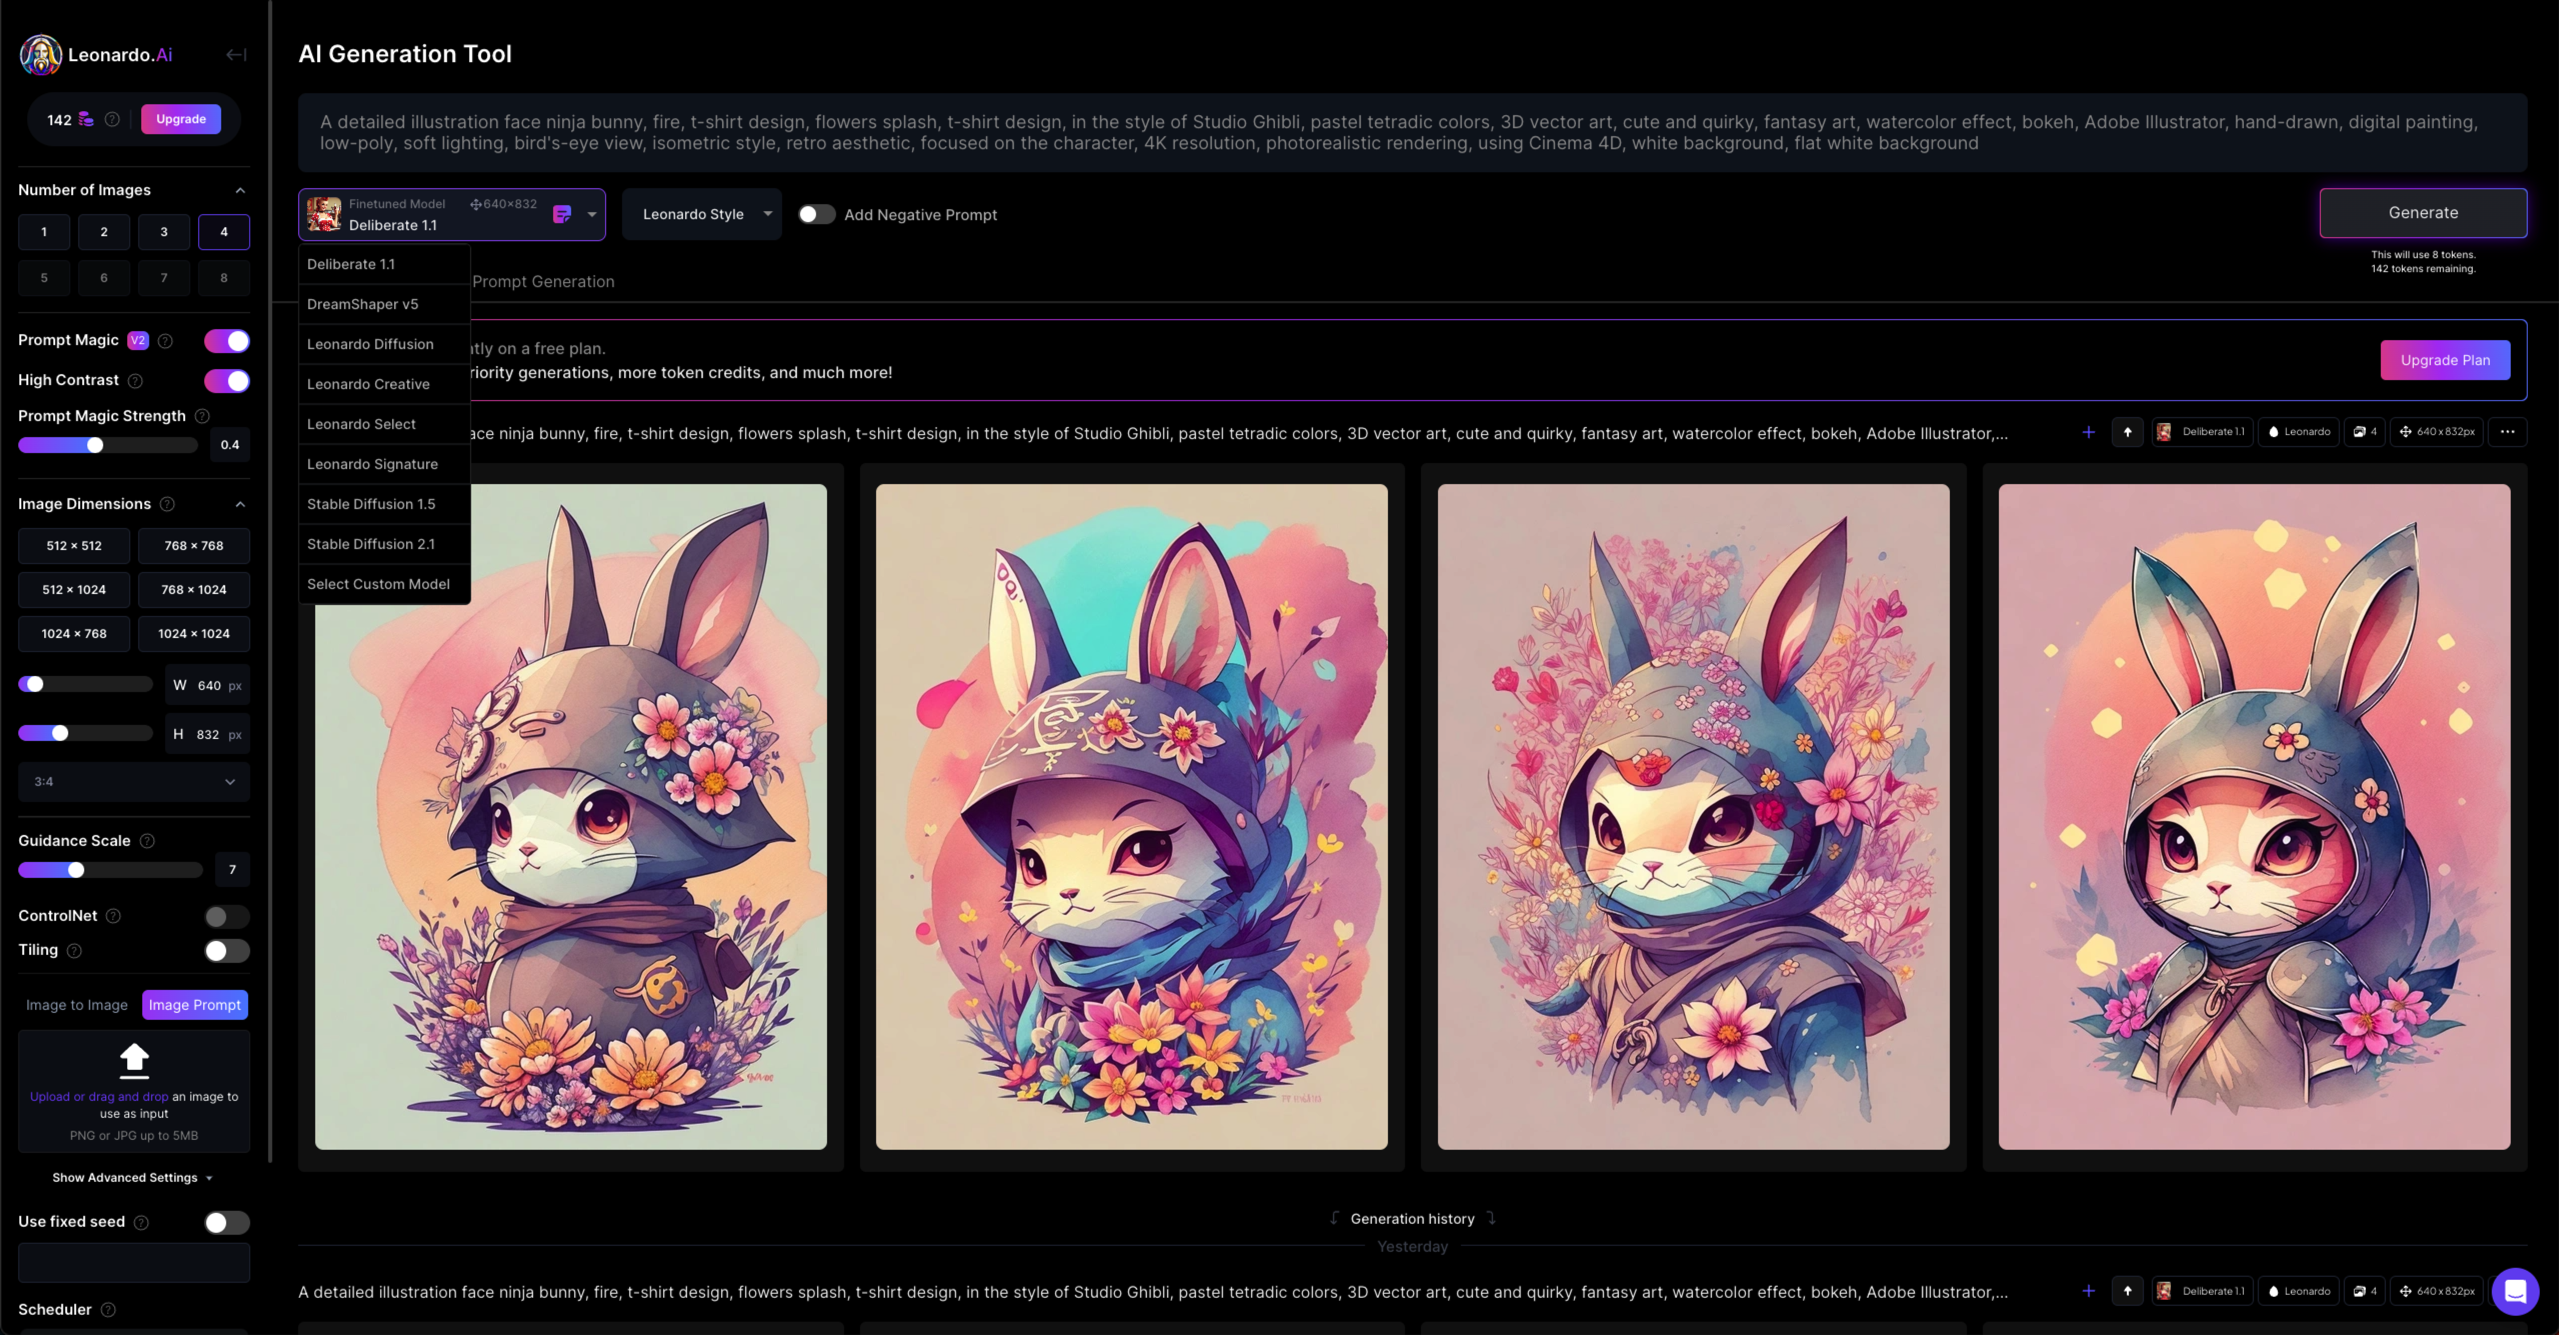 Leonardo.Ai
142
Upgrade
Number of Images
1
2
3
4
5
6
7
8
Prompt Magic V2
High Contrast
Prompt Magic Strength
0.4
Image Dimensions
512 × 512
768 × 768
512 × 1024
768 × 1024
1024 × 768
1024 × 1024
W 640 px
H 832 px
3:4
Guidance Scale
7
ControlNet
Tiling
Image to Image
Image Prompt
Upload or drag and drop an image to
use as input
PNG or JPG up to 5MB
Show Advanced Settings
Use fixed seed
Scheduler
AI Generation Tool
A detailed illustration face ninja bunny, fire, t-shirt design, flowers splash, t-shirt design, in the style of Studio Ghibli, pastel tetradic colors, 3D vector art, cute and quirky, fantasy art, watercolor effect, bokeh, Adobe Illustrator, hand-drawn, digital painting,
low-poly, soft lighting, bird's-eye view, isometric style, retro aesthetic, focused on the character, 4K resolution, photorealistic rendering, using Cinema 4D, white background, flat white background
Finetuned Model
640×832
Deliberate 1.1
Leonardo Style
Add Negative Prompt
Generate
This will use 8 tokens.
142 tokens remaining.
Deliberate 1.1
DreamShaper v5
Leonardo Diffusion
Leonardo Creative
Leonardo Select
Leonardo Signature
Stable Diffusion 1.5
Stable Diffusion 2.1
Select Custom Model
Prompt Generation
ntly on a free plan.
riority generations, more token credits, and much more!
Upgrade Plan
ace ninja bunny, fire, t-shirt design, flowers splash, t-shirt design, in the style of Studio Ghibli, pastel tetradic colors, 3D vector art, cute and quirky, fantasy art, watercolor effect, bokeh, Adobe Illustrator,...
Deliberate 1.1
Leonardo
4
640 x 832px
Generation history
Yesterday
A detailed illustration face ninja bunny, fire, t-shirt design, flowers splash, t-shirt design, in the style of Studio Ghibli, pastel tetradic colors, 3D vector art, cute and quirky, fantasy art, watercolor effect, bokeh, Adobe Illustrator,...
Deliberate 1.1
Leonardo
4
640 x 832px